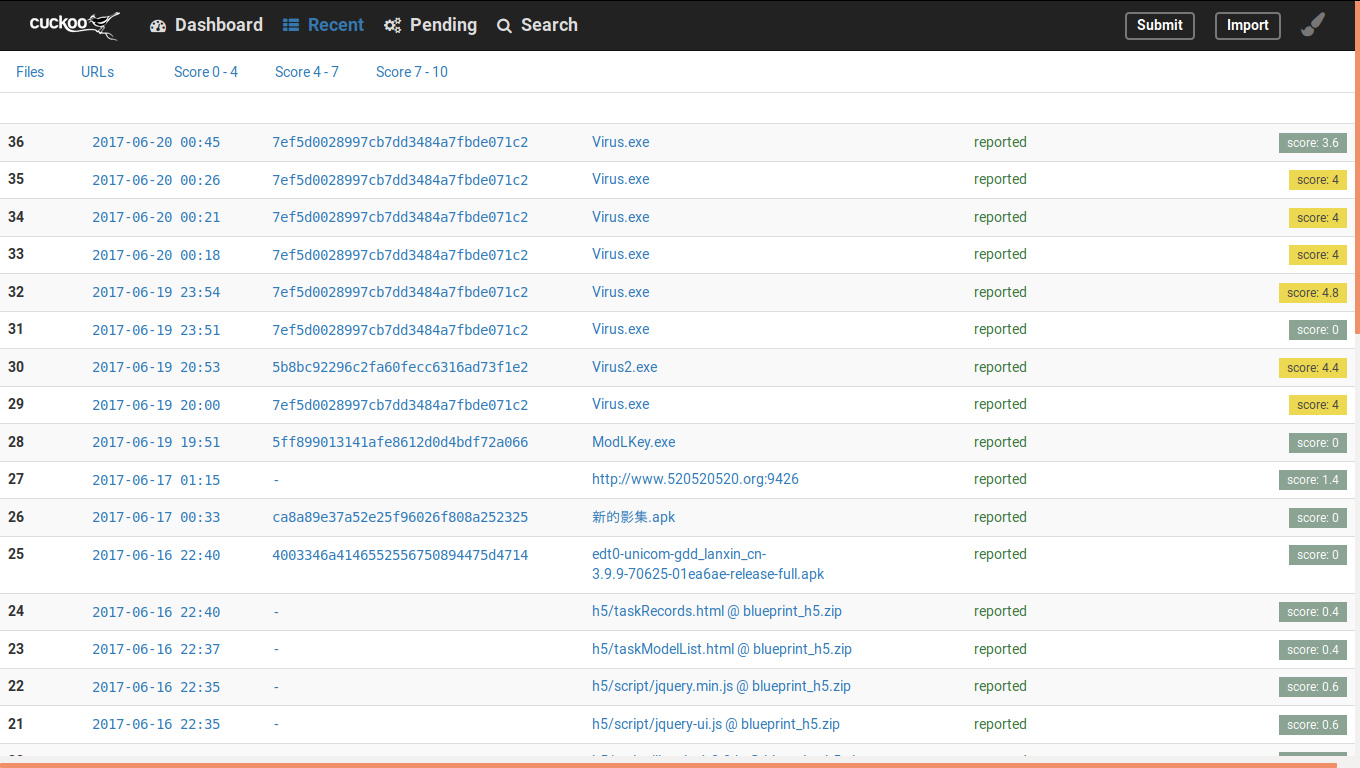 cuckoo Dashboard Recent Pending Search Submit Import
Files URLs Score 0 - 4 Score 4 - 7 Score 7 - 10
36 2017-06-20 00:45 7ef5d0028997cb7dd3484a7fbde071c2 Virus.exe reported score: 3.6
35 2017-06-20 00:26 7ef5d0028997cb7dd3484a7fbde071c2 Virus.exe reported score: 4
34 2017-06-20 00:21 7ef5d0028997cb7dd3484a7fbde071c2 Virus.exe reported score: 4
33 2017-06-20 00:18 7ef5d0028997cb7dd3484a7fbde071c2 Virus.exe reported score: 4
32 2017-06-19 23:54 7ef5d0028997cb7dd3484a7fbde071c2 Virus.exe reported score: 4.8
31 2017-06-19 23:51 7ef5d0028997cb7dd3484a7fbde071c2 Virus.exe reported score: 0
30 2017-06-19 20:53 5b8bc92296c2fa60fecc6316ad73f1e2 Virus2.exe reported score: 4.4
29 2017-06-19 20:00 7ef5d0028997cb7dd3484a7fbde071c2 Virus.exe reported score: 4
28 2017-06-19 19:51 5ff899013141afe8612d0d4bdf72a066 ModLKey.exe reported score: 0
27 2017-06-17 01:15 - http://www.520520520.org:9426 reported score: 1.4
26 2017-06-17 00:33 ca8a89e37a52e25f96026f808a252325 新的影集.apk reported score: 0
25 2017-06-16 22:40 4003346a4146552556750894475d4714 edt0-unicom-gdd_lanxin_cn- reported score: 0
3.9.9-70625-01ea6ae-release-full.apk
24 2017-06-16 22:40 - h5/taskRecords.html @ blueprint_h5.zip reported score: 0.4
23 2017-06-16 22:37 - h5/taskModelList.html @ blueprint_h5.zip reported score: 0.4
22 2017-06-16 22:35 - h5/script/jquery.min.js @ blueprint_h5.zip reported score: 0.6
21 2017-06-16 22:35 - h5/script/jquery-ui.js @ blueprint_h5.zip reported score: 0.6